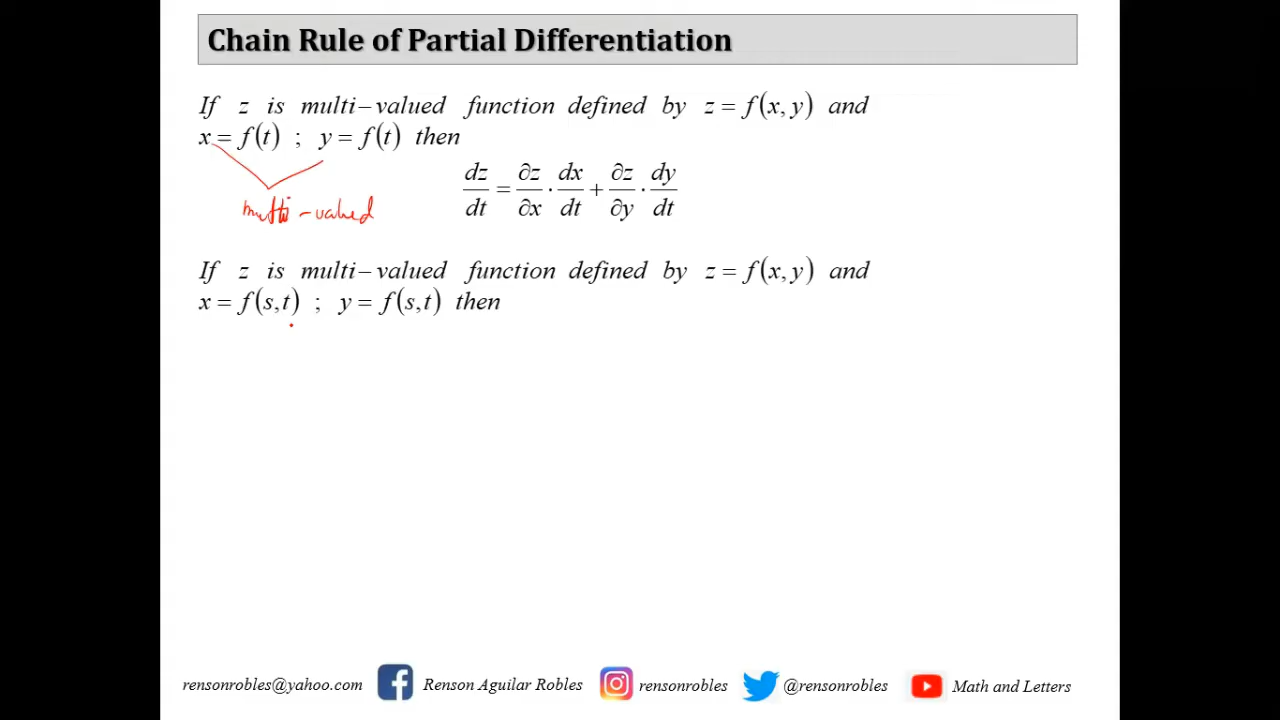 Chain Rule of Partial Differentiation
If z is multi–valued function defined by z = f(x, y) and
x = f(t) ; y = f(t) then
dz/dt = ∂z/∂x · dx/dt + ∂z/∂y · dy/dt
multi - valued
If z is multi–valued function defined by z = f(x, y) and
x = f(s,t) ; y = f(s,t) then
rensonrobles@yahoo.com Renson Aguilar Robles rensonrobles @rensonrobles Math and Letters